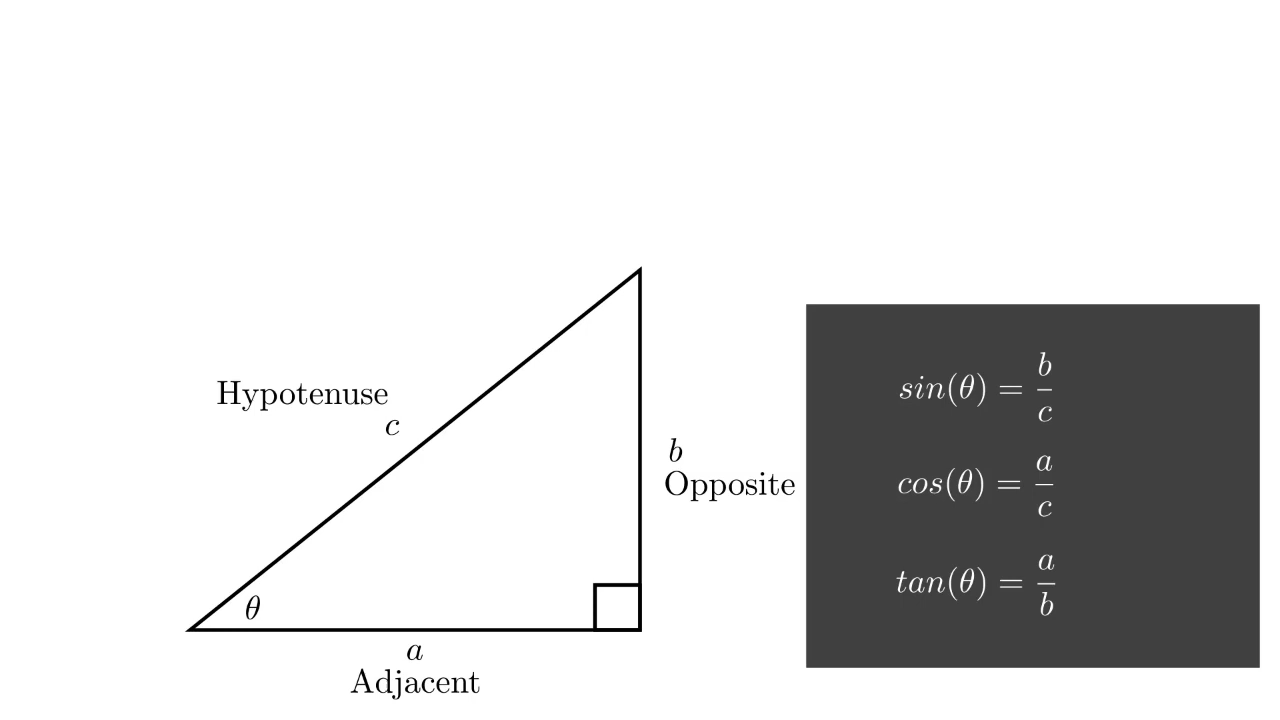 Hypotenuse
c
b
Opposite
θ
a
Adjacent
sin(θ) = b/c
cos(θ) = a/c
tan(θ) = a/b